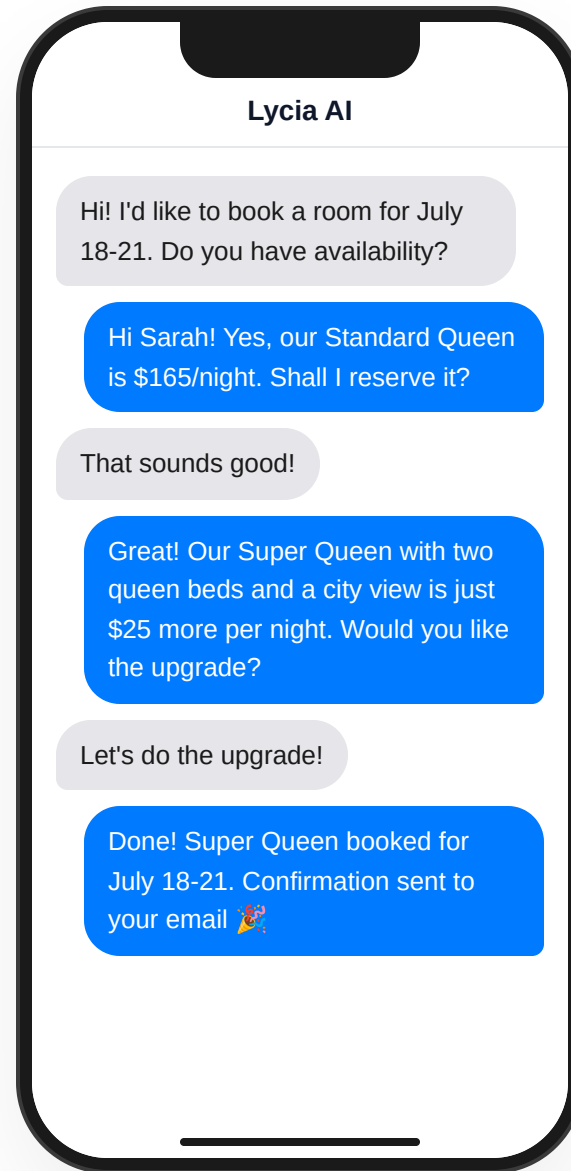 Lycia AI
Hi! I'd like to book a room for July
18-21. Do you have availability?
Hi Sarah! Yes, our Standard Queen
is $165/night. Shall I reserve it?
That sounds good!
Great! Our Super Queen with two
queen beds and a city view is just
$25 more per night. Would you like
the upgrade?
Let's do the upgrade!
Done! Super Queen booked for
July 18-21. Confirmation sent to
your email 🎉